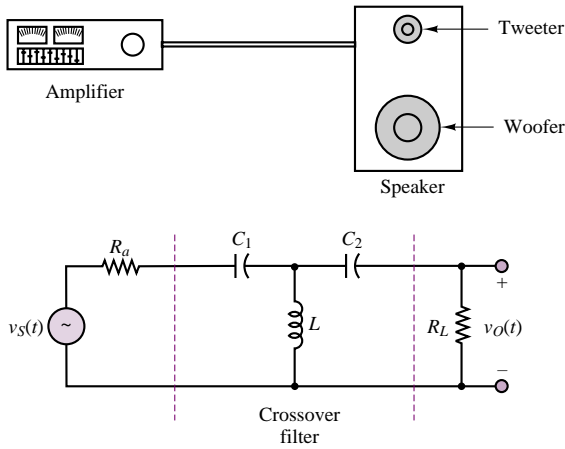 Tweeter
Amplifier
Woofer
Speaker
R_a
C_1
C_2
v_S(t)
~
L
R_L
+
v_O(t)
−
Crossover
filter